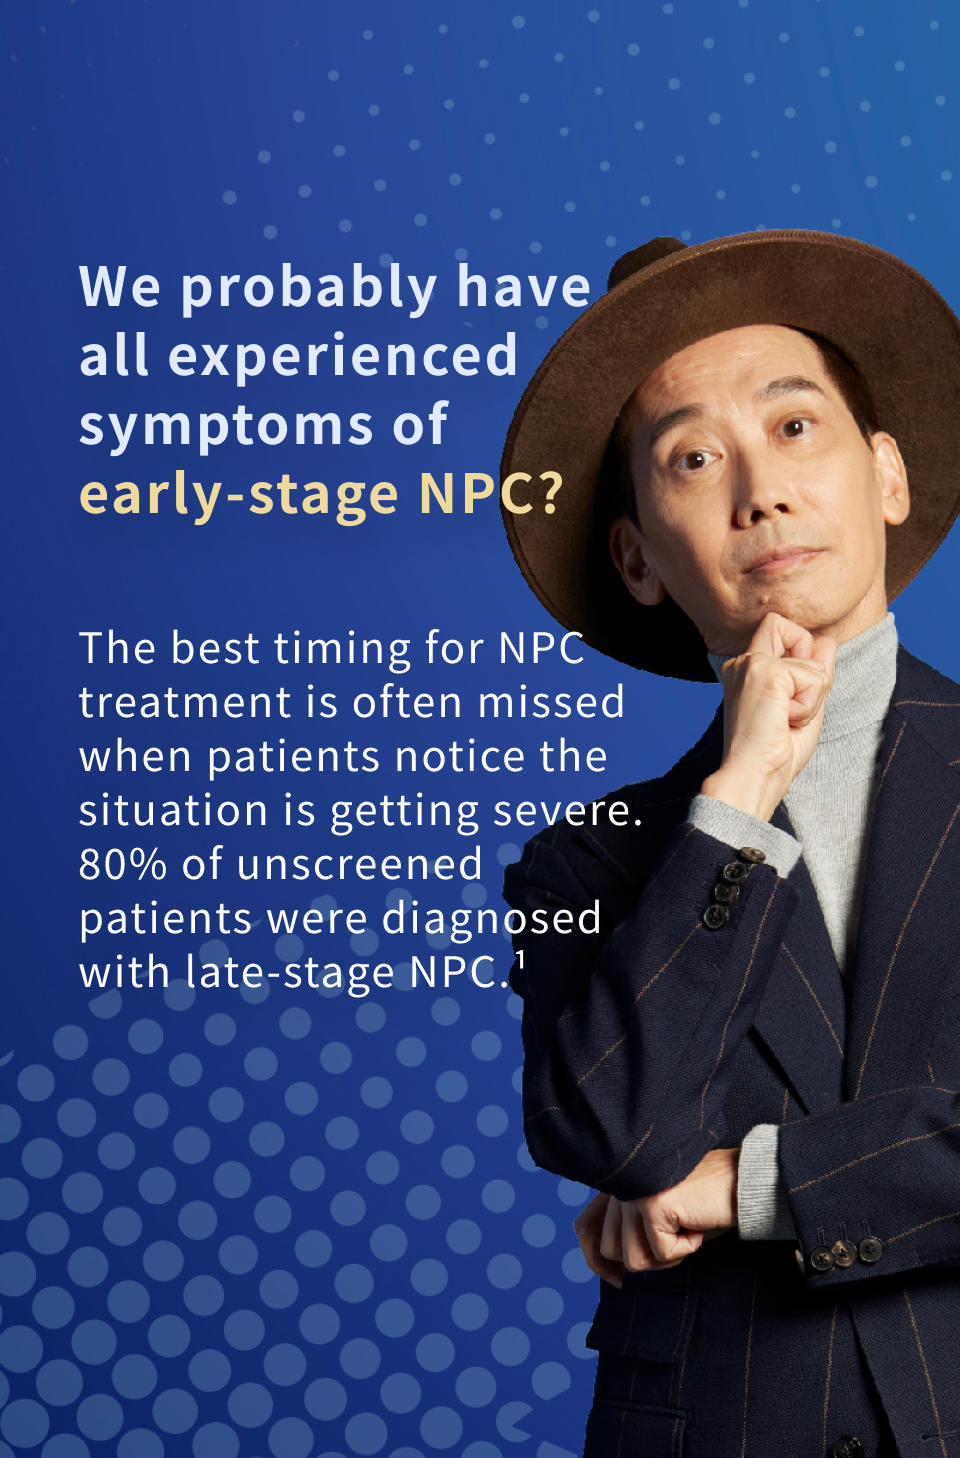 We probably have
all experienced
symptoms of
early-stage NPC?
The best timing for NPC
treatment is often missed
when patients notice the
situation is getting severe.
80% of unscreened
patients were diagnosed
with late-stage NPC.¹